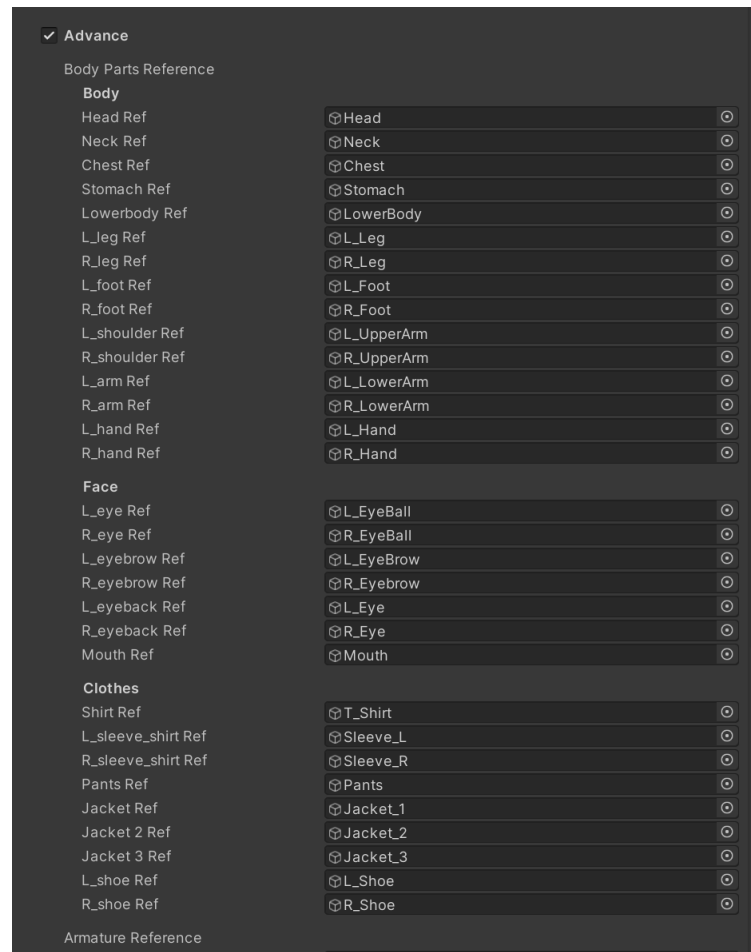 Advance
Body Parts Reference
Body
Head Ref Head
Neck Ref Neck
Chest Ref Chest
Stomach Ref Stomach
Lowerbody Ref LowerBody
L_leg Ref L_Leg
R_leg Ref R_Leg
L_foot Ref L_Foot
R_foot Ref R_Foot
L_shoulder Ref L_UpperArm
R_shoulder Ref R_UpperArm
L_arm Ref L_LowerArm
R_arm Ref R_LowerArm
L_hand Ref L_Hand
R_hand Ref R_Hand
Face
L_eye Ref L_EyeBall
R_eye Ref R_EyeBall
L_eyebrow Ref L_EyeBrow
R_eyebrow Ref R_Eyebrow
L_eyeback Ref L_Eye
R_eyeback Ref R_Eye
Mouth Ref Mouth
Clothes
Shirt Ref T_Shirt
L_sleeve_shirt Ref Sleeve_L
R_sleeve_shirt Ref Sleeve_R
Pants Ref Pants
Jacket Ref Jacket_1
Jacket 2 Ref Jacket_2
Jacket 3 Ref Jacket_3
L_shoe Ref L_Shoe
R_shoe Ref R_Shoe
Armature Reference